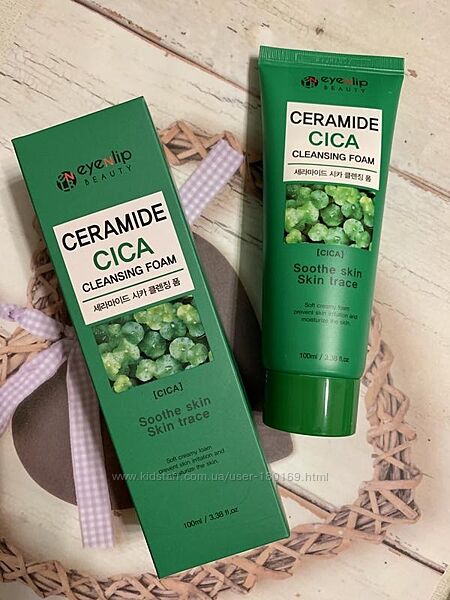 eyeNlip
BEAUTY
CERAMIDE
CICA
CLEANSING FOAM
세라마이드 시카 클렌징 폼
[CICA]
Soothe skin
Skin trace
Soft creamy foam
prevent skin irritation and
moisturize the skin.
100ml / 3.38 fl.oz
eyeNlip
BEAUTY
CERAMIDE
CICA
CLEANSING FOAM
세라마이드 시카 클렌징 폼
[CICA]
Soothe skin
Skin trace
Soft creamy foam
prevent skin irritation and
moisturize the skin.
100ml / 3.38 fl.oz
www.kidstaff.com.ua/user-180169.html